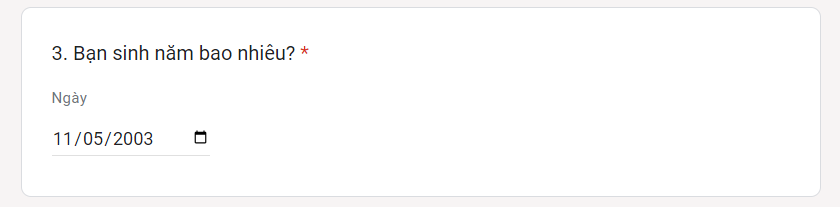 3. Bạn sinh năm bao nhiêu? *
Ngày
11/05/2003